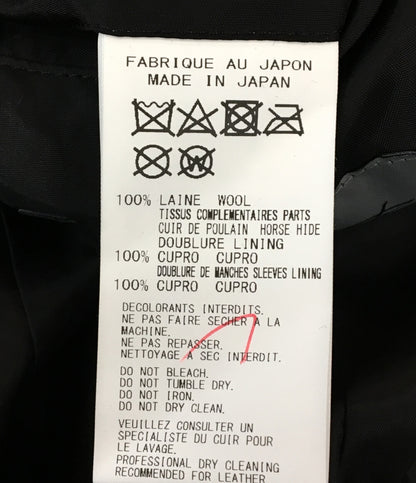 FABRIQUE AU JAPON
MADE IN JAPAN
W
100% LAINE WOOL
TISSUS COMPLEMENTAIRES PARTS
CUIR DE POULAIN HORSE HIDE
DOUBLURE LINING
100% CUPRO CUPRO
DOUBLURE DE MANCHES SLEEVES LINING
100% CUPRO CUPRO
DECOLORANTS INTERDITS.
NE PAS FAIRE SECHER A LA
MACHINE.
NE PAS REPASSER.
NETTOYAGE A SEC INTERDIT.
DO NOT BLEACH.
DO NOT TUMBLE DRY.
DO NOT IRON.
DO NOT DRY CLEAN.
VEUILLEZ CONSULTER UN
SPECIALISTE DU CUIR POUR
LE LAVAGE.
PROFESSIONAL DRY CLEANING
RECOMMENDED FOR LEATHER